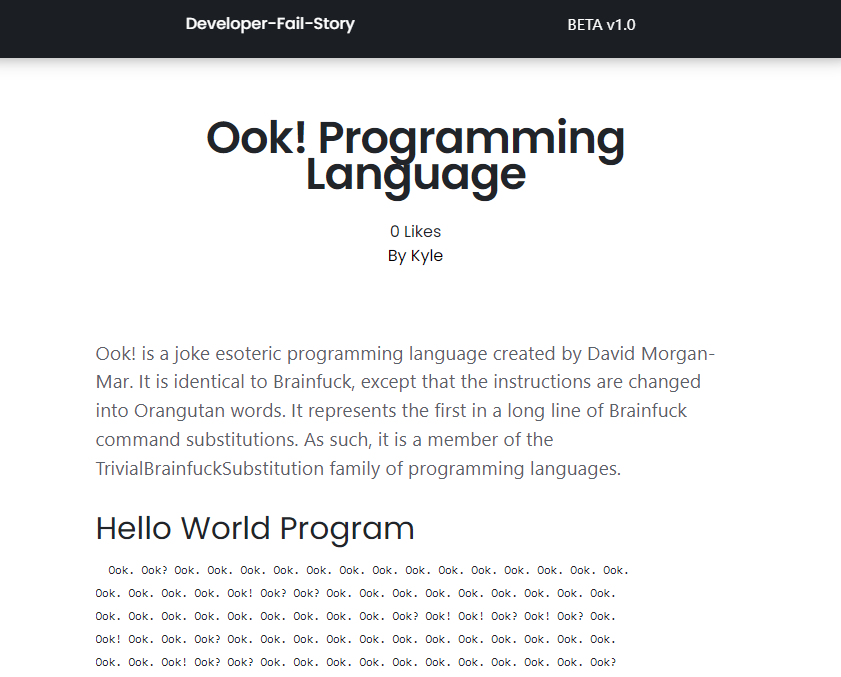 Developer-Fail-Story
BETA v1.0
Ook! Programming
Language
0 Likes
By Kyle
Ook! is a joke esoteric programming language created by David Morgan-
Mar. It is identical to Brainfuck, except that the instructions are changed
into Orangutan words. It represents the first in a long line of Brainfuck
command substitutions. As such, it is a member of the
TrivialBrainfuckSubstitution family of programming languages.
Hello World Program
Ook. Ook? Ook. Ook. Ook. Ook. Ook. Ook. Ook. Ook. Ook. Ook. Ook. Ook. Ook. Ook.
Ook. Ook. Ook. Ook. Ook! Ook? Ook? Ook. Ook. Ook. Ook. Ook. Ook. Ook. Ook. Ook.
Ook. Ook. Ook. Ook. Ook. Ook. Ook. Ook. Ook. Ook? Ook! Ook! Ook? Ook! Ook? Ook.
Ook! Ook. Ook. Ook? Ook. Ook. Ook. Ook. Ook. Ook. Ook. Ook. Ook. Ook. Ook. Ook.
Ook. Ook. Ook! Ook? Ook? Ook. Ook. Ook. Ook. Ook. Ook. Ook. Ook. Ook. Ook. Ook?